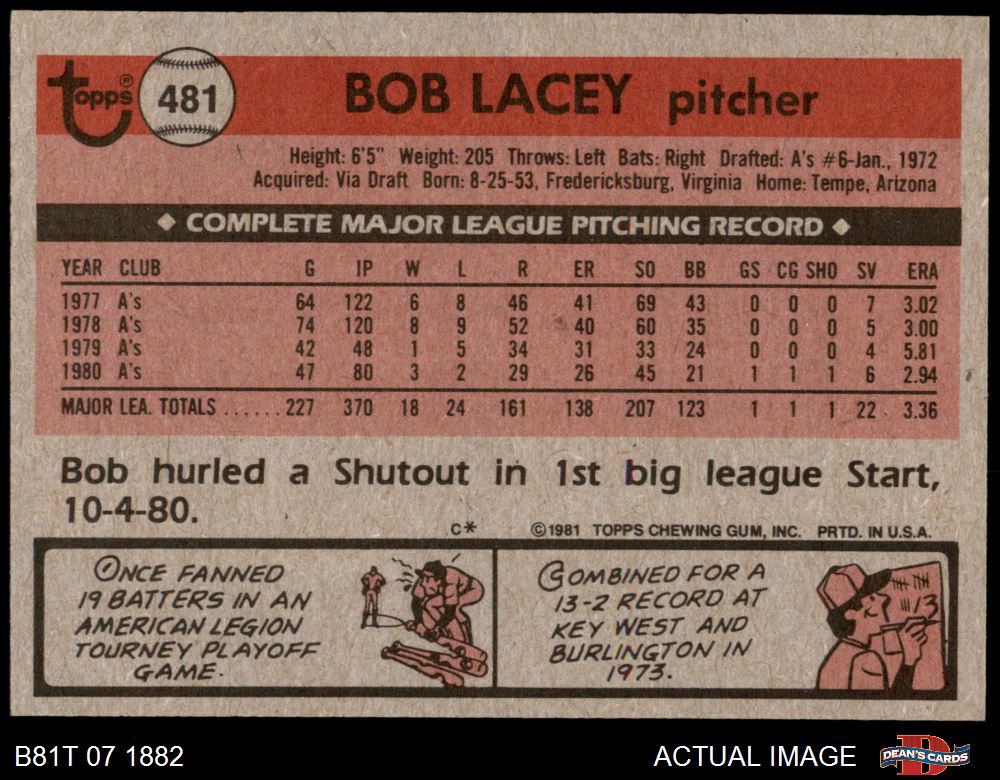 topps® 481 BOB LACEY pitcher
Height: 6'5" Weight: 205 Throws: Left Bats: Right Drafted: A's #6-Jan., 1972
Acquired: Via Draft Born: 8-25-53, Fredericksburg, Virginia Home: Tempe, Arizona
◆ COMPLETE MAJOR LEAGUE PITCHING RECORD ◆
YEAR CLUB G IP W L R ER SO BB GS CG SHO SV ERA
1977 A's 64 122 6 8 46 41 69 43 0 0 0 7 3.02
1978 A's 74 120 8 9 52 40 60 35 0 0 0 5 3.00
1979 A's 42 48 1 5 34 31 33 24 0 0 0 4 5.81
1980 A's 47 80 3 2 29 26 45 21 1 1 1 6 2.94
MAJOR LEA. TOTALS ...... 227 370 18 24 161 138 207 123 1 1 1 22 3.36
Bob hurled a Shutout in 1st big league Start,
10-4-80.
C* ©1981 TOPPS CHEWING GUM, INC. PRTD. IN U.S.A.
ONCE FANNED
19 BATTERS IN AN
AMERICAN LEGION
TOURNEY PLAYOFF
GAME.
COMBINED FOR A
13-2 RECORD AT
KEY WEST AND
BURLINGTON IN
1973.
13
B81T 07 1882 ACTUAL IMAGE DEAN'S CARDS